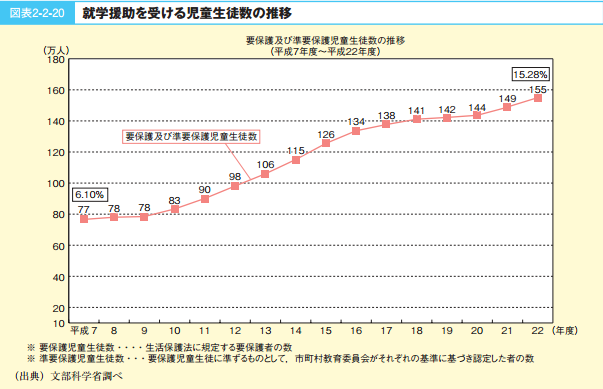 図表2-2-20 就学援助を受ける児童生徒数の推移
要保護及び準要保護児童生徒数の推移
(平成7年度～平成22年度)
(万人)
180
160
140
120
100
80
60
40
20
10
15.28%
6.10%
要保護及び準要保護児童生徒数
77 78 78 83 90 98 106 115 126 134 138 141 142 144 149 155
平成7 8 9 10 11 12 13 14 15 16 17 18 19 20 21 22 (年度)
※ 要保護児童生徒数・・・・生活保護法に規定する要保護者の数
※ 準要保護児童生徒数・・・要保護児童生徒に準ずるものとして，市町村教育委員会がそれぞれの基準に基づき認定した者の数
(出典) 文部科学省調べ